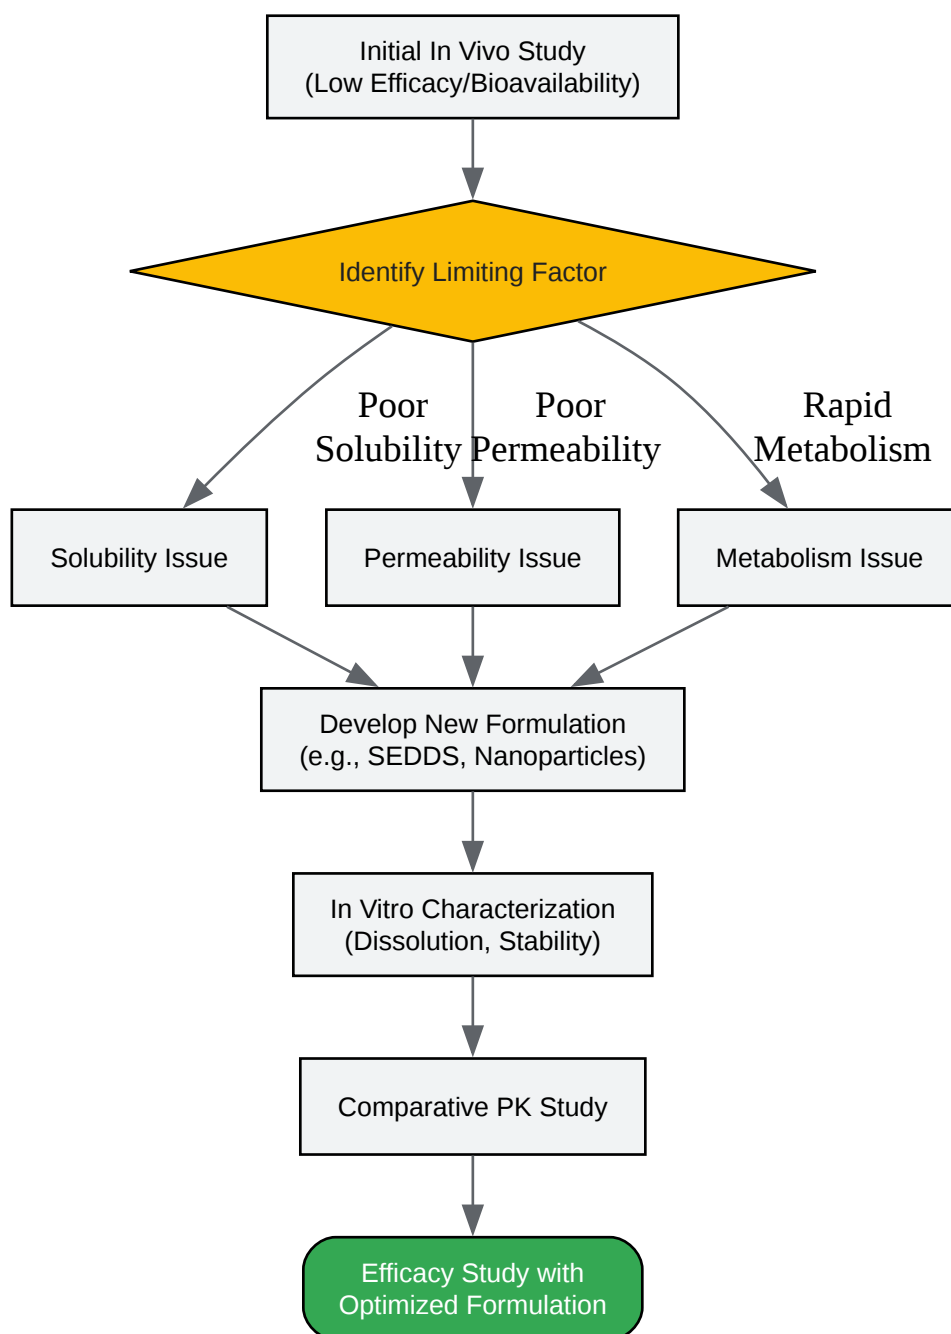 Initial In Vivo Study
(Low Efficacy/Bioavailability)
Identify Limiting Factor
Poor
Solubility
Poor
Permeability
Rapid
Metabolism
Solubility Issue
Permeability Issue
Metabolism Issue
Develop New Formulation
(e.g., SEDDS, Nanoparticles)
In Vitro Characterization
(Dissolution, Stability)
Comparative PK Study
Efficacy Study with
Optimized Formulation